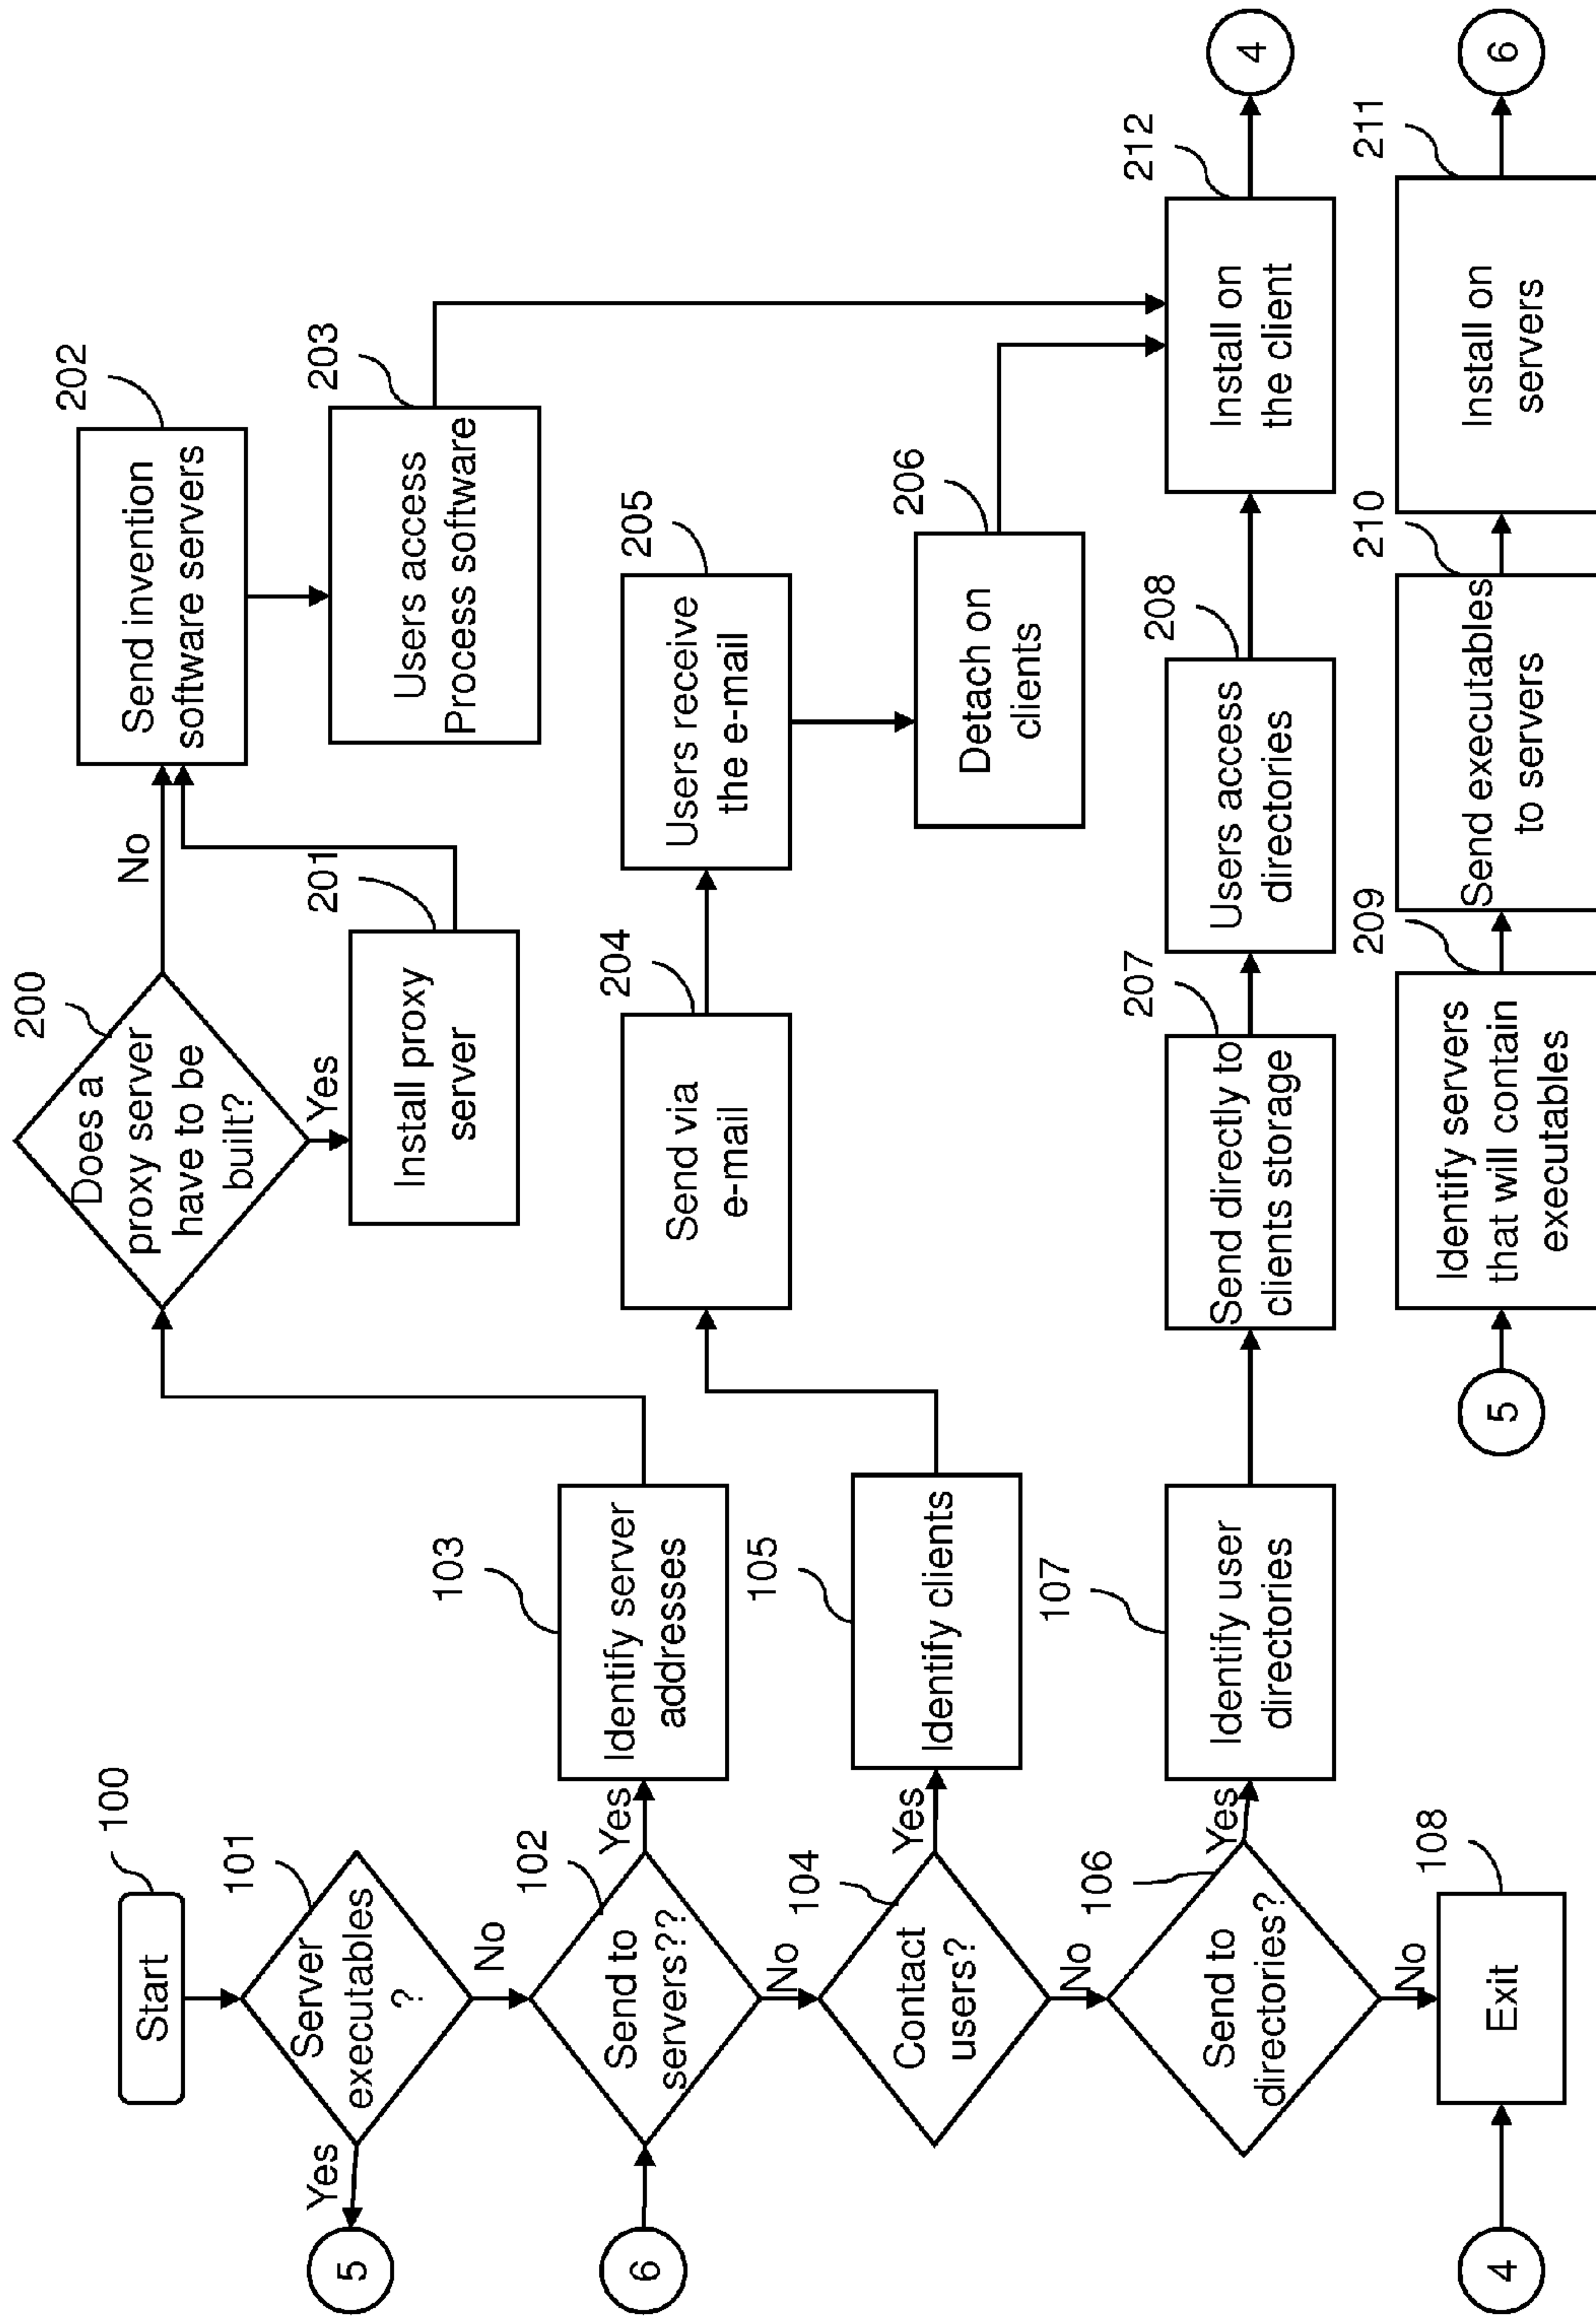 100
Start
101
Server
executables
?
Yes
5
No
102
Send to
servers??
6
Yes
No
103
Identify server
addresses
200
Does a
proxy server
have to be
built?
No
Yes
201
Install proxy
server
202
Send invention
software servers
203
Users access
Process software
104
Contact
users?
Yes
No
105
Identify clients
204
Send via
e-mail
205
Users receive
the e-mail
206
Detach on
clients
106
Send to
directories?
Yes
No
107
Identify user
directories
207
Send directly to
clients storage
208
Users access
directories
212
Install on
the client
4
4
108
Exit
5
209
Identify servers
that will contain
executables
210
Send executables
to servers
211
Install on
servers
6